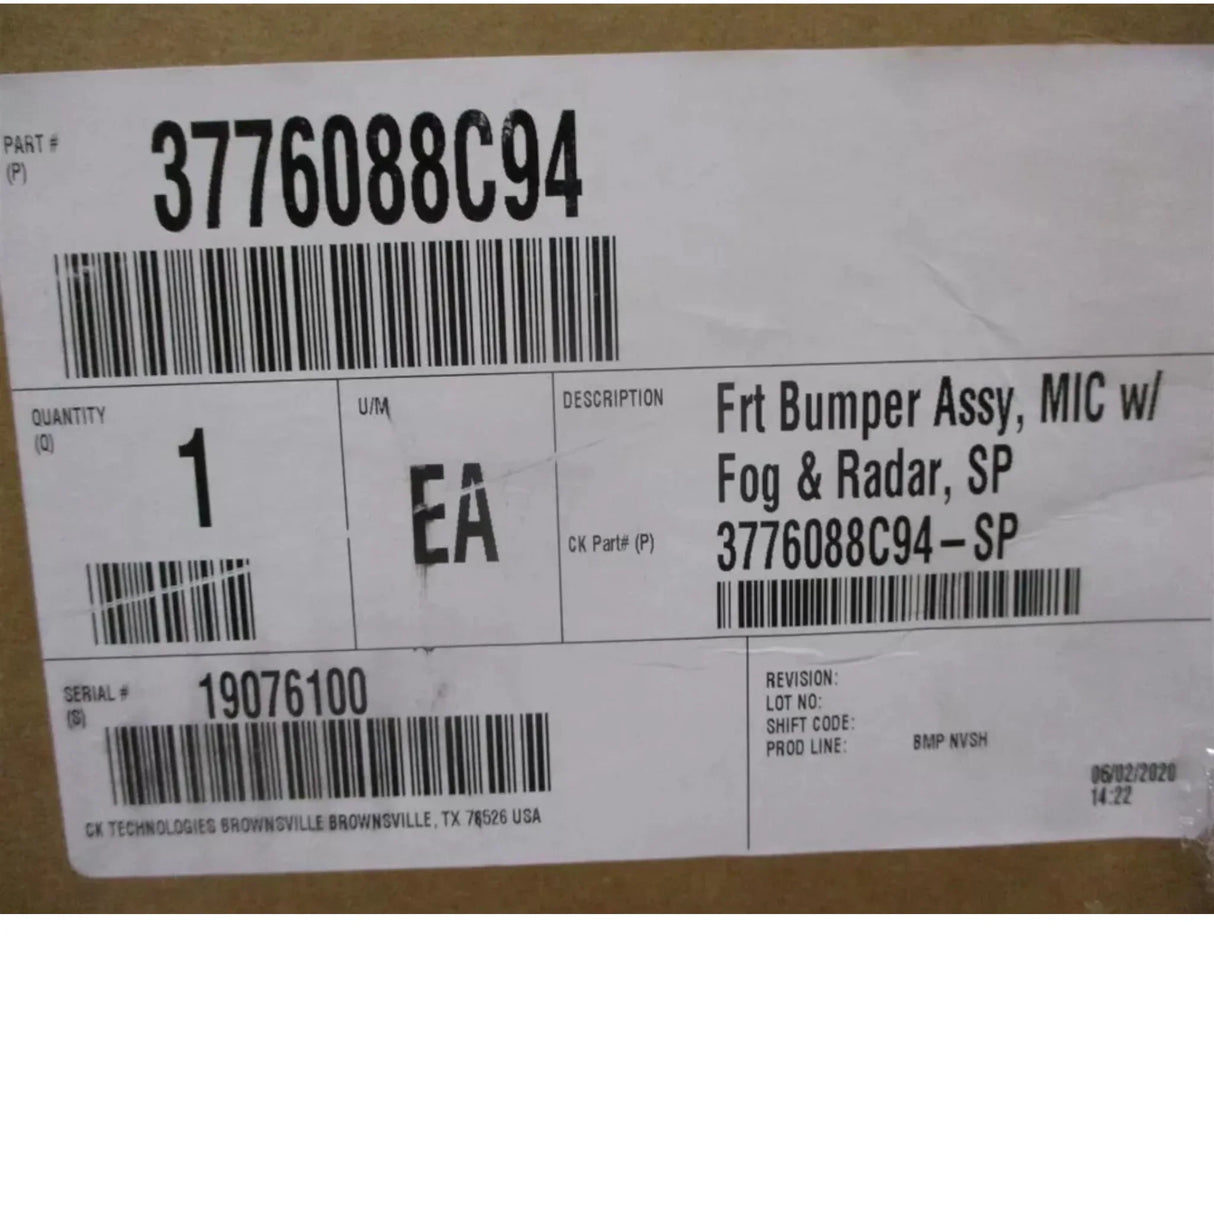 PART #
(P)
3776088C94
QUANTITY
(Q)
1
U/M
EA
DESCRIPTION
Frt Bumper Assy, MIC w/
Fog & Radar, SP
CK Part# (P)
3776088C94-SP
SERIAL #
(S)
19076100
CK TECHNOLOGIES BROWNSVILLE BROWNSVILLE, TX 78526 USA
REVISION:
LOT NO:
SHIFT CODE:
PROD LINE: BMP NVSH
06/02/2020
14:22